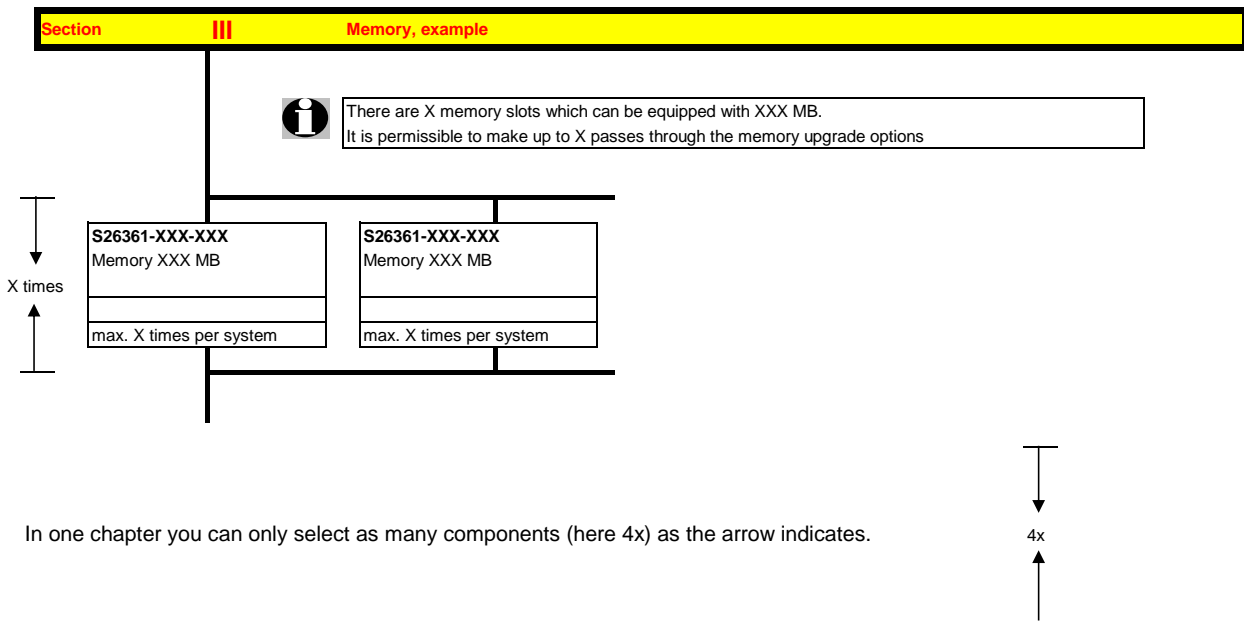 Section III Memory, example
There are X memory slots which can be equipped with XXX MB.
It is permissible to make up to X passes through the memory upgrade options
S26361-XXX-XXX
Memory XXX MB
max. X times per system
S26361-XXX-XXX
Memory XXX MB
max. X times per system
X times
In one chapter you can only select as many components (here 4x) as the arrow indicates.
4x